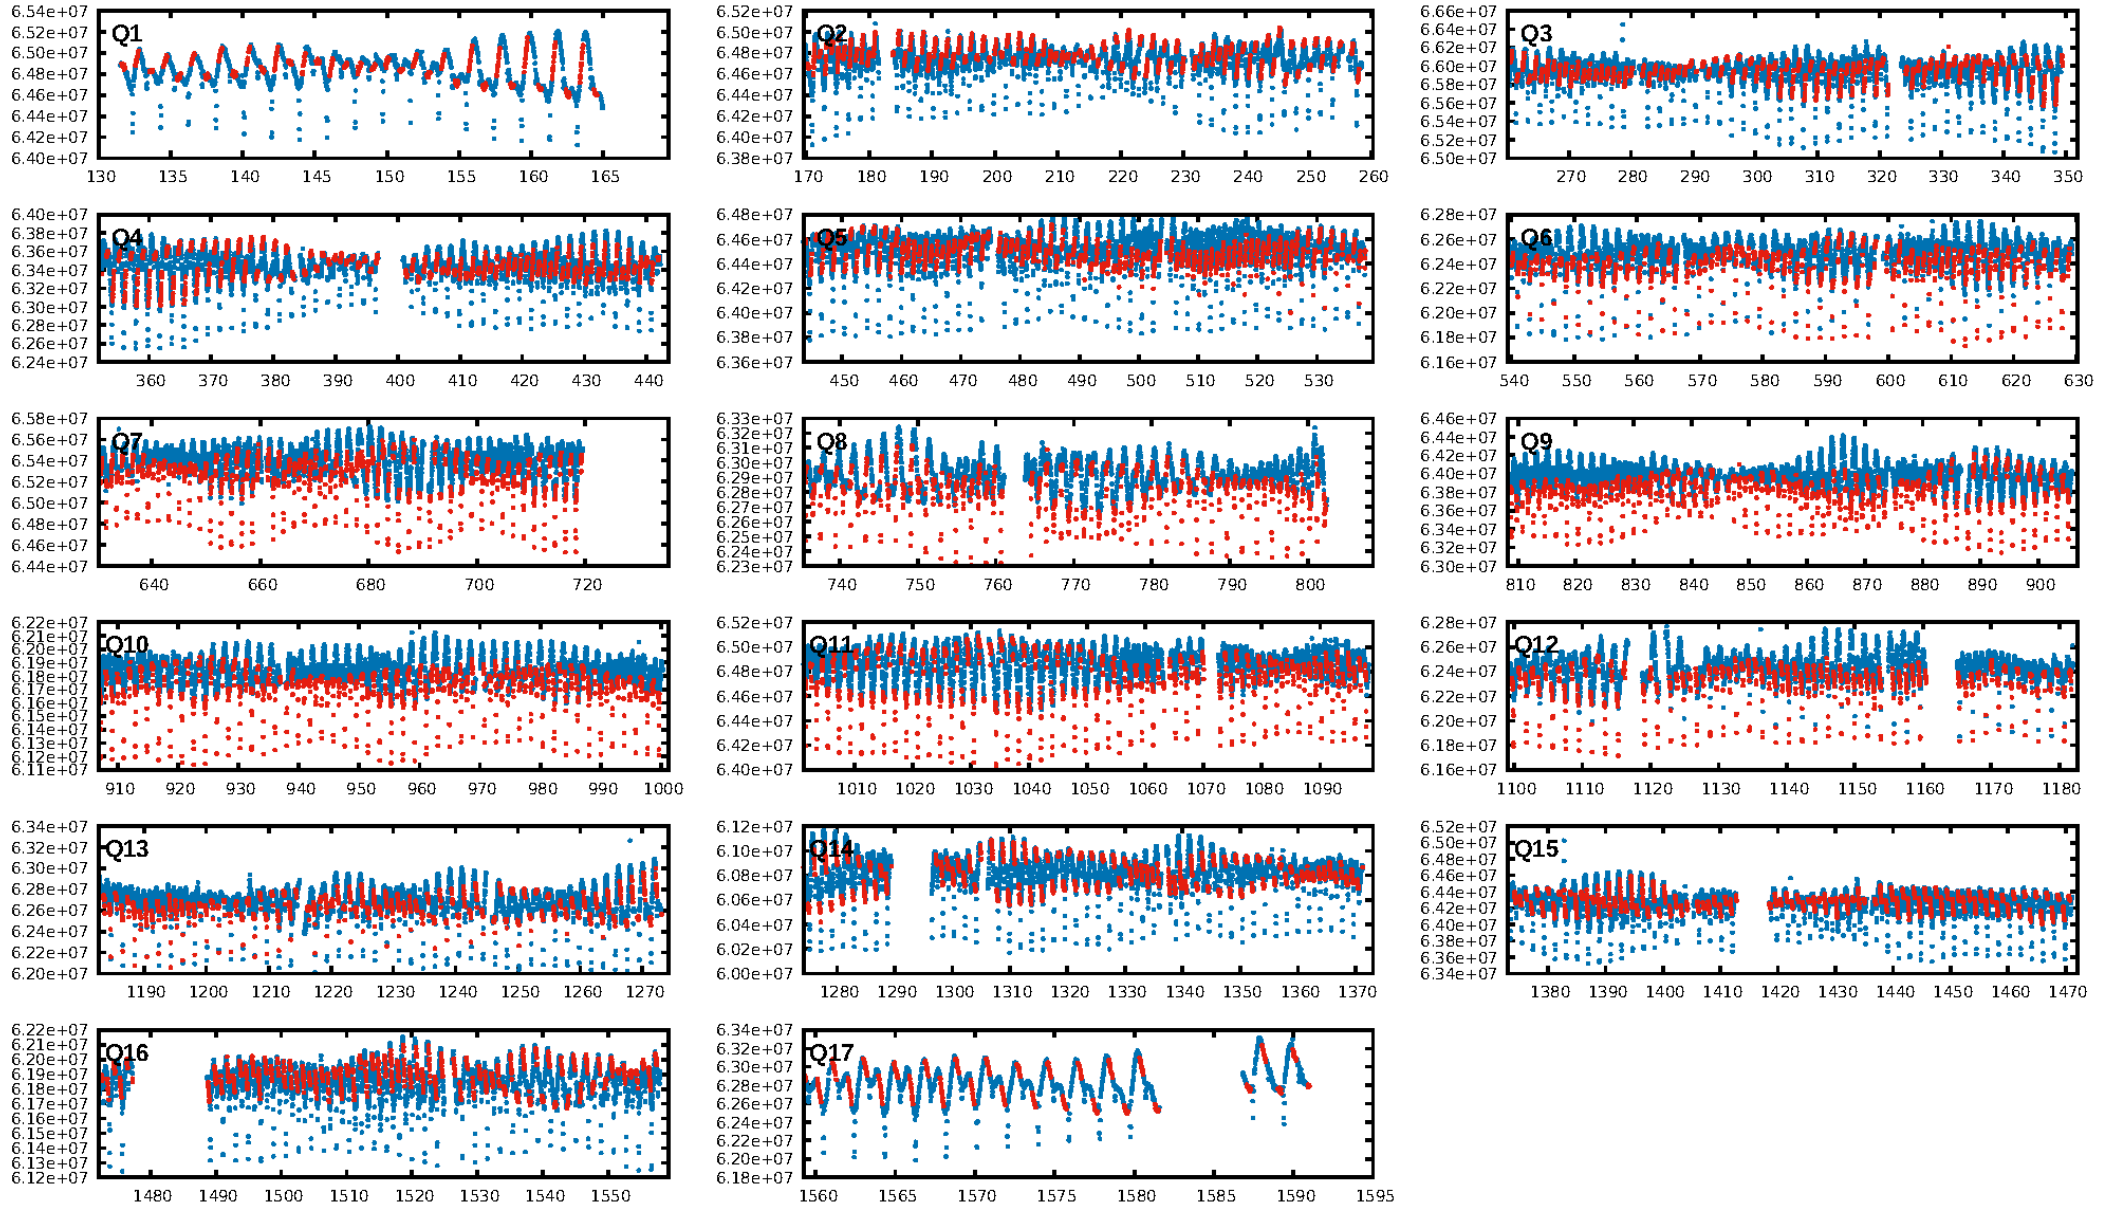 6.54e+07 6.52e+07 6.50e+07 6.48e+07 6.46e+07 6.44e+07 6.42e+07 6.40e+07
Q1
130 135 140 145 150 155 160 165
6.52e+07 6.50e+07 6.48e+07 6.46e+07 6.44e+07 6.42e+07 6.40e+07 6.38e+07
Q2
170 180 190 200 210 220 230 240 250 260
6.66e+07 6.64e+07 6.62e+07 6.60e+07 6.58e+07 6.56e+07 6.54e+07 6.52e+07 6.50e+07
Q3
270 280 290 300 310 320 330 340 350
6.40e+07 6.38e+07 6.36e+07 6.34e+07 6.32e+07 6.30e+07 6.28e+07 6.26e+07 6.24e+07
Q4
360 370 380 390 400 410 420 430 440
6.48e+07 6.46e+07 6.44e+07 6.42e+07 6.40e+07 6.38e+07 6.36e+07
Q5
450 460 470 480 490 500 510 520 530
6.28e+07 6.26e+07 6.24e+07 6.22e+07 6.20e+07 6.18e+07 6.16e+07
Q6
540 550 560 570 580 590 600 610 620 630
6.58e+07 6.56e+07 6.54e+07 6.52e+07 6.50e+07 6.48e+07 6.46e+07 6.44e+07
Q7
640 660 680 700 720
6.33e+07 6.32e+07 6.31e+07 6.30e+07 6.29e+07 6.28e+07 6.27e+07 6.26e+07 6.25e+07 6.24e+07 6.23e+07
Q8
740 750 760 770 780 790 800
6.46e+07 6.44e+07 6.42e+07 6.40e+07 6.38e+07 6.36e+07 6.34e+07 6.32e+07 6.30e+07
Q9
810 820 830 840 850 860 870 880 890 900
6.22e+07 6.21e+07 6.20e+07 6.19e+07 6.18e+07 6.17e+07 6.16e+07 6.15e+07 6.14e+07 6.13e+07 6.12e+07 6.11e+07
Q10
910 920 930 940 950 960 970 980 990 1000
6.52e+07 6.50e+07 6.48e+07 6.46e+07 6.44e+07 6.42e+07 6.40e+07
Q11
1010 1020 1030 1040 1050 1060 1070 1080 1090
6.28e+07 6.26e+07 6.24e+07 6.22e+07 6.20e+07 6.18e+07 6.16e+07
Q12
1100 1110 1120 1130 1140 1150 1160 1170 1180
6.34e+07 6.32e+07 6.30e+07 6.28e+07 6.26e+07 6.24e+07 6.22e+07 6.20e+07
Q13
1190 1200 1210 1220 1230 1240 1250 1260 1270
6.12e+07 6.10e+07 6.08e+07 6.06e+07 6.04e+07 6.02e+07 6.00e+07
Q14
1280 1290 1300 1310 1320 1330 1340 1350 1360 1370
6.52e+07 6.50e+07 6.48e+07 6.46e+07 6.44e+07 6.42e+07 6.40e+07 6.38e+07 6.36e+07 6.34e+07
Q15
1380 1390 1400 1410 1420 1430 1440 1450 1460 1470
6.22e+07 6.21e+07 6.20e+07 6.19e+07 6.18e+07 6.17e+07 6.16e+07 6.15e+07 6.14e+07 6.13e+07 6.12e+07
Q16
1480 1490 1500 1510 1520 1530 1540 1550
6.34e+07 6.32e+07 6.30e+07 6.28e+07 6.26e+07 6.24e+07 6.22e+07 6.20e+07 6.18e+07
Q17
1560 1565 1570 1575 1580 1585 1590 1595